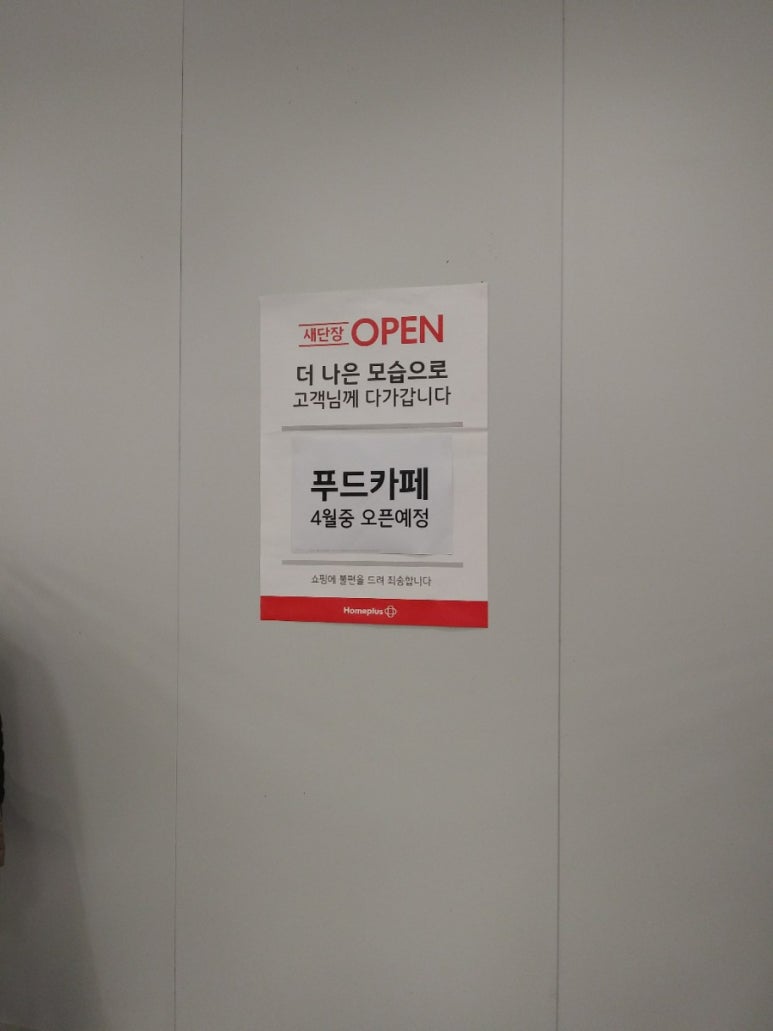 새단장 OPEN
더 나은 모습으로
고객님께 다가갑니다
푸드카페
4월중 오픈예정
쇼핑에 불편을 드려 죄송합니다
Homeplus